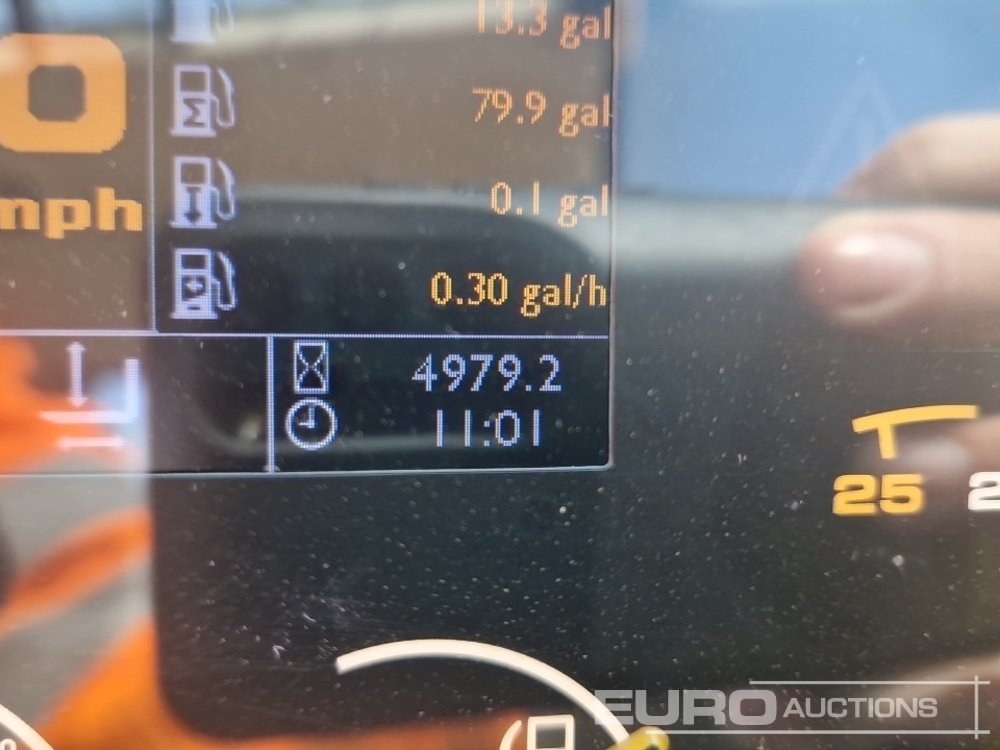 13.3 gal
0
79.9 gal
mph
0.1 gal
0.30 gal/h
4979.2
11:01
25
EURO AUCTIONS